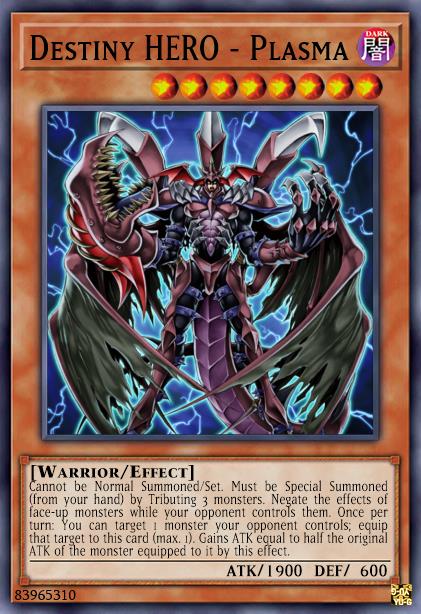 DESTINY HERO - PLASMA
DARK
闇
[WARRIOR/EFFECT]
Cannot be Normal Summoned/Set. Must be Special Summoned
(from your hand) by Tributing 3 monsters. Negate the effects of
face-up monsters while your opponent controls them. Once per
turn: You can target 1 monster your opponent controls; equip
that target to this card (max. 1). Gains ATK equal to half the original
ATK of the monster equipped to it by this effect.
ATK/1900 DEF/ 600
83965310